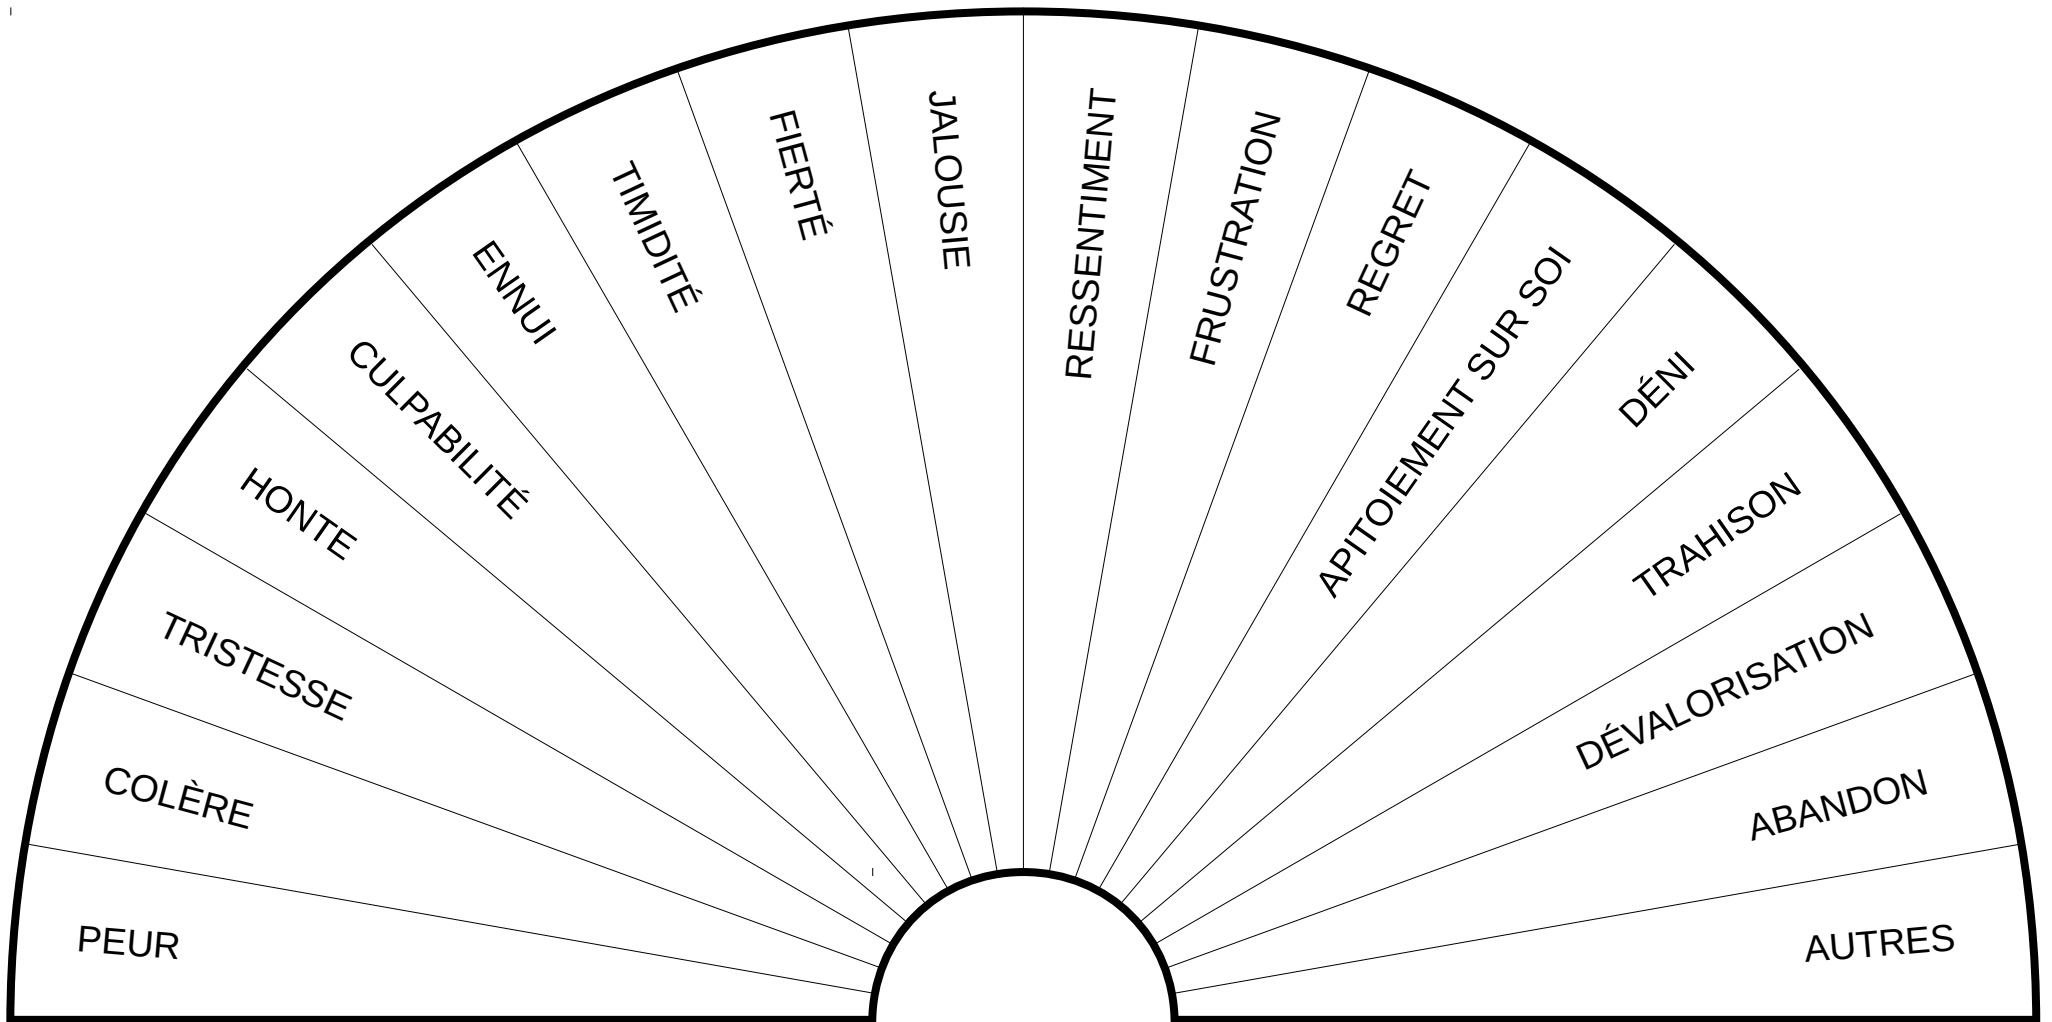 PEUR
COLÈRE
TRISTESSE
HONTE
CULPABILITÉ
ENNUI
TIMIDITÉ
FIERTÉ
JALOUSIE
RESSENTIMENT
FRUSTRATION
REGRET
APITOIEMENT SUR SOI
DÉNI
TRAHISON
DÉVALORISATION
ABANDON
AUTRES